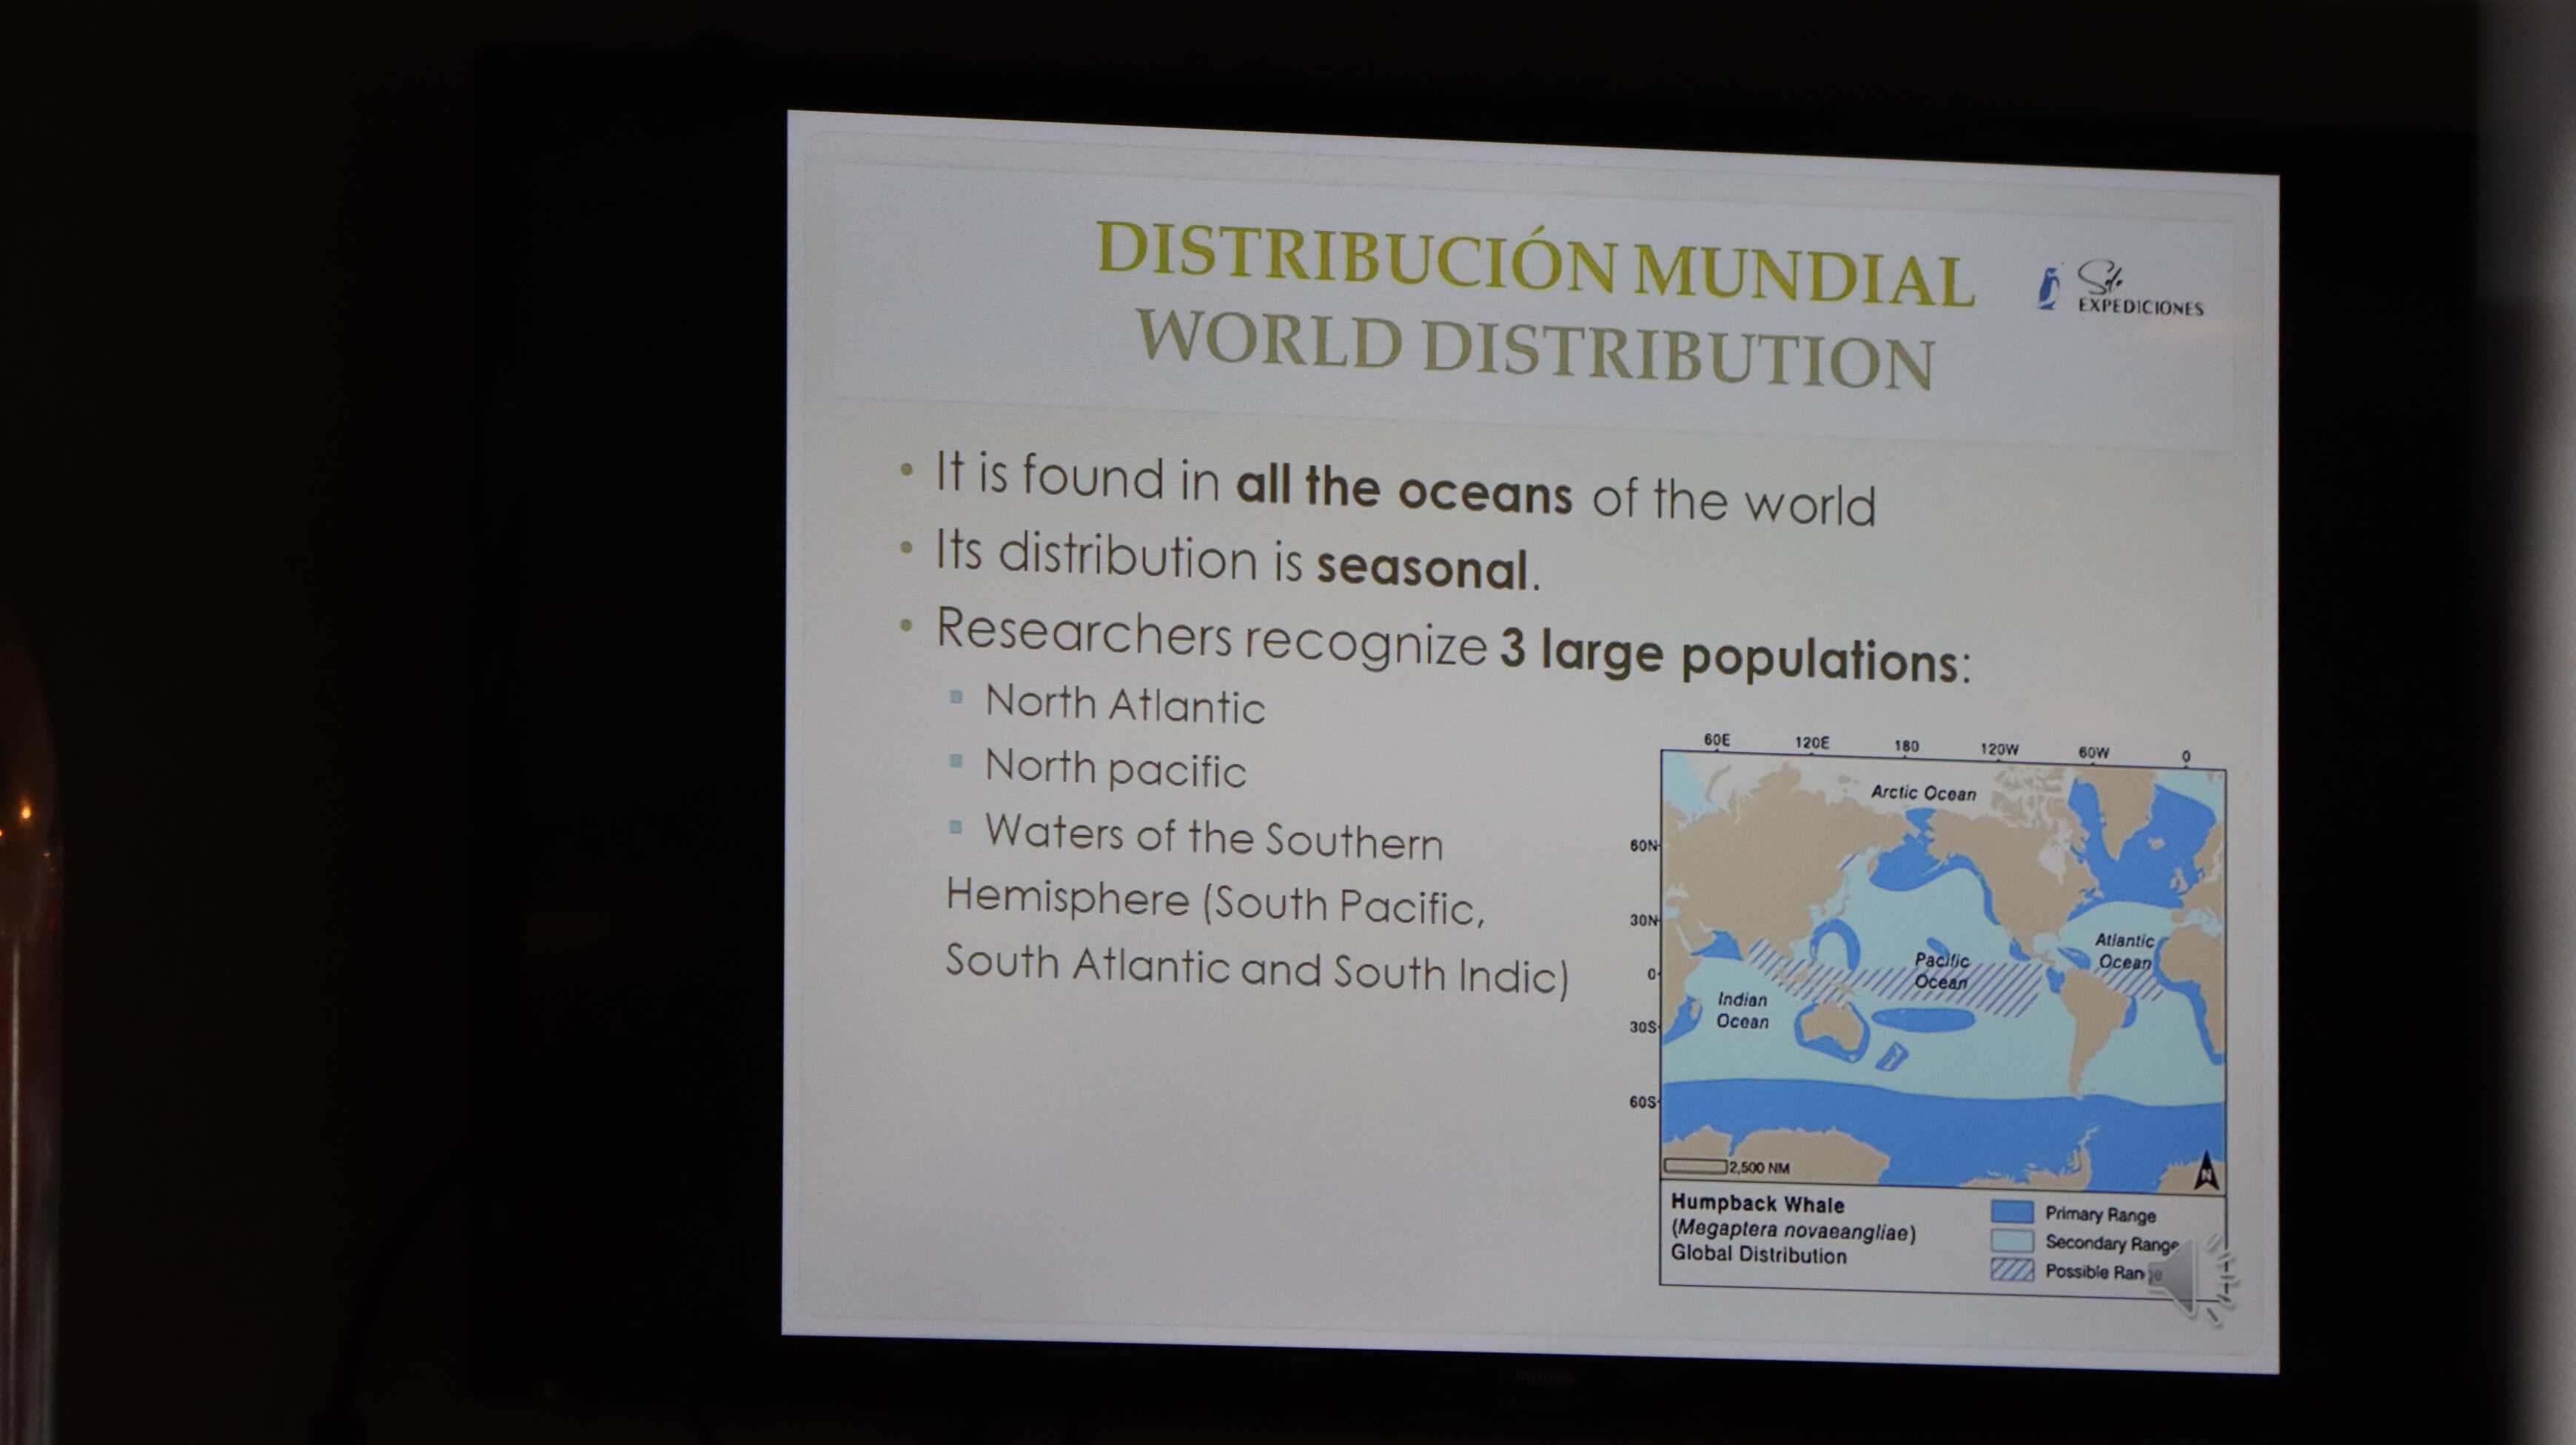 DISTRIBUCIÓN MUNDIAL
WORLD DISTRIBUTION
EXPEDICIONES
• It is found in all the oceans of the world
• Its distribution is seasonal.
• Researchers recognize 3 large populations:
North Atlantic
North pacific
Waters of the Southern
Hemisphere (South Pacific,
South Atlantic and South Indic)
60E 120E 180 120W 60W 0
Arctic Ocean
60N
30N
Atlantic
Ocean
Pacific
Ocean
0
Indian
Ocean
30S
60S
2,500 NM
N
Humpback Whale
(Megaptera novaeangliae)
Global Distribution
Primary Range
Secondary Range
Possible Range